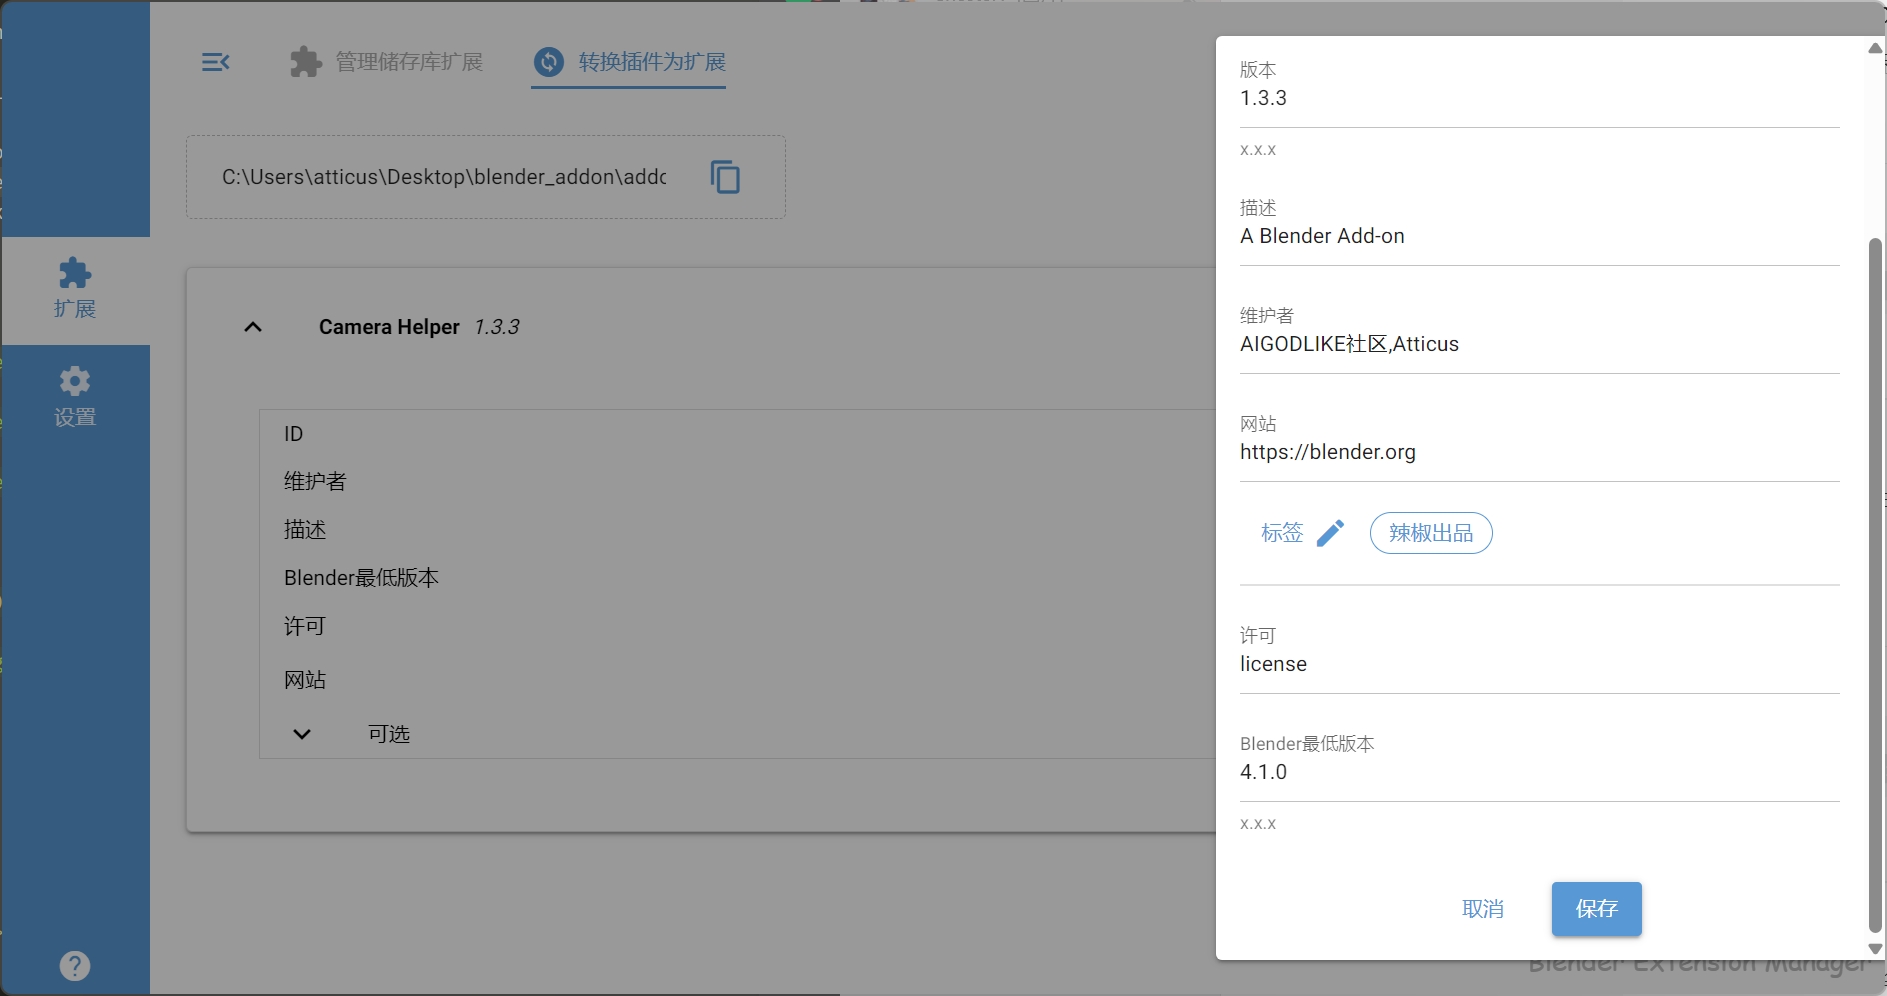 管理储存库扩展
转换插件为扩展
C:\Users\atticus\Desktop\blender_addon\addc
扩展
设置
Camera Helper 1.3.3
ID
维护者
描述
Blender最低版本
许可
网站
可选
版本
1.3.3
x.x.x
描述
A Blender Add-on
维护者
AIGODLIKE社区,Atticus
网站
https://blender.org
标签
辣椒出品
许可
license
Blender最低版本
4.1.0
x.x.x
取消
保存
Blender Extension Manager